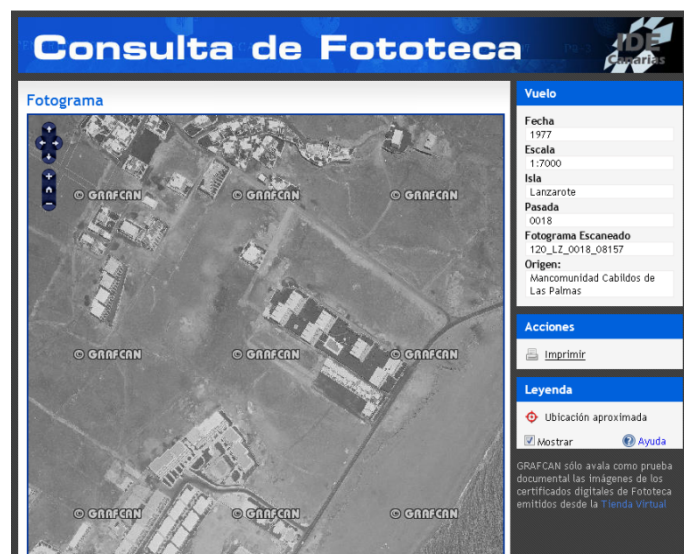 Consulta de Fototeca
IDE
Canarias
Fotograma
© GRAFCAN
© GRAFCAN
© GRAFCAN
© GRAFCAN
© GRAFCAN
© GRAFCAN
© GRAFCAN
© GRAFCAN
© GRAFCAN
Vuelo
Fecha
1977
Escala
1:7000
Isla
Lanzarote
Pasada
0018
Fotograma Escaneado
120_LZ_0018_08157
Origen:
Mancomunidad Cabildos de
Las Palmas
Acciones
Imprimir
Leyenda
Ubicación aproximada
Mostrar
Ayuda
GRAFCAN sólo avala como prueba
documental las imágenes de los
certificados digitales de Fototeca
emitidos desde la Tienda Virtual